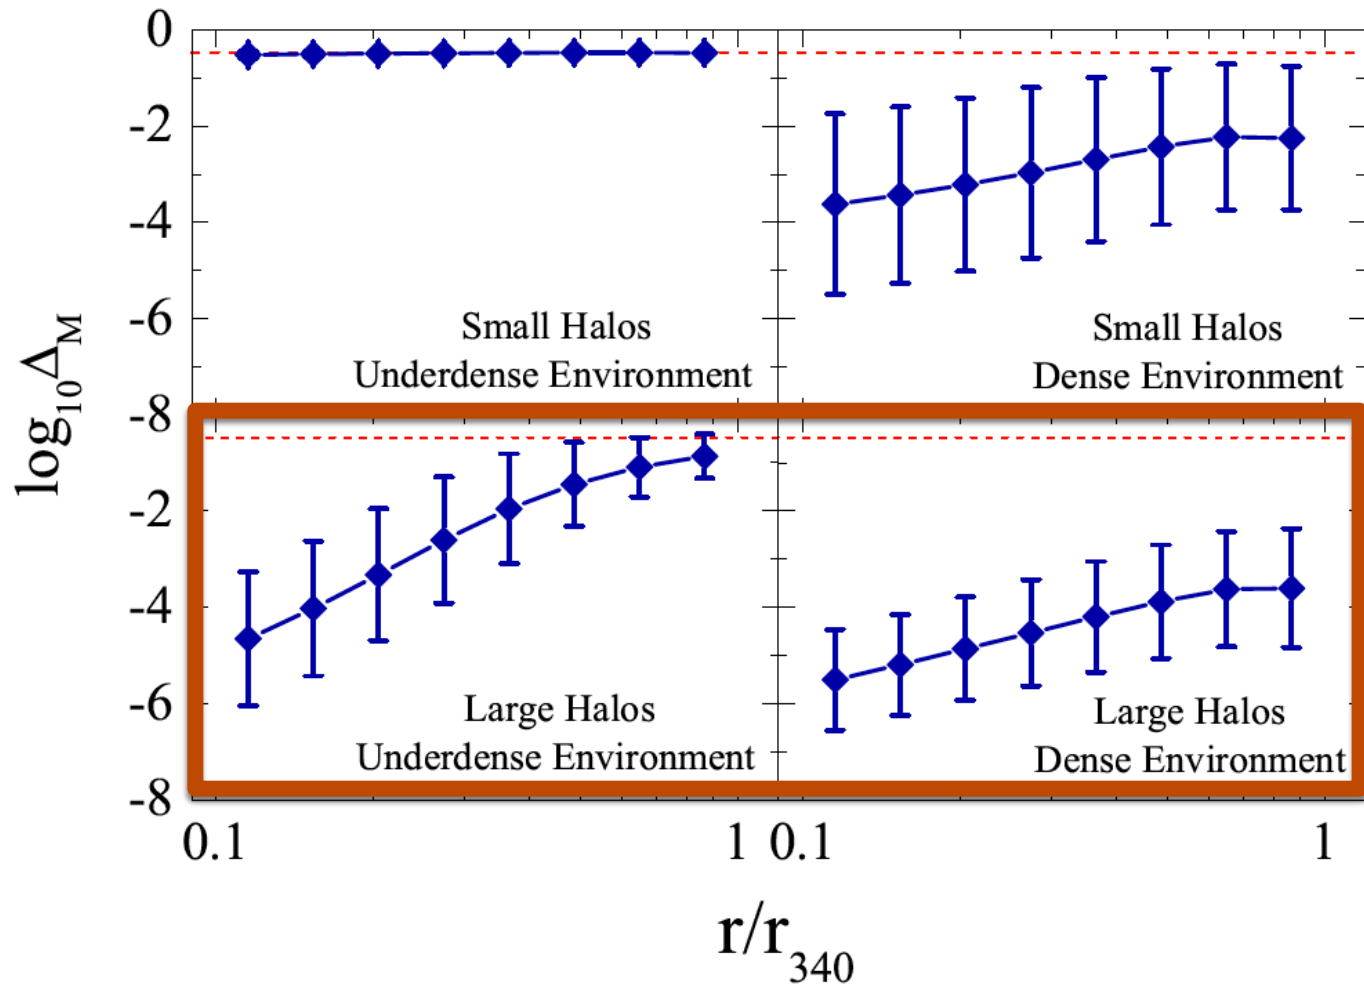 0
-2
-4
-6
-8
-2
-4
-6
-8
log₁₀Δ_M
Small Halos
Underdense Environment
Small Halos
Dense Environment
Large Halos
Underdense Environment
Large Halos
Dense Environment
0.1
1
0.1
1
r/r₃₄₀